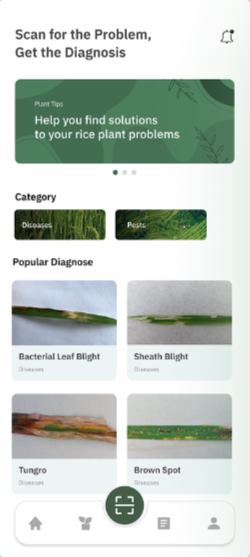 Scan for the Problem,
Get the Diagnosis
Plant Tips
Help you find solutions
to your rice plant problems
Category
Diseases
Pests
Popular Diagnose
Bacterial Leaf Blight
Diseases
Sheath Blight
Diseases
Tungro
Diseases
Brown Spot
Diseases